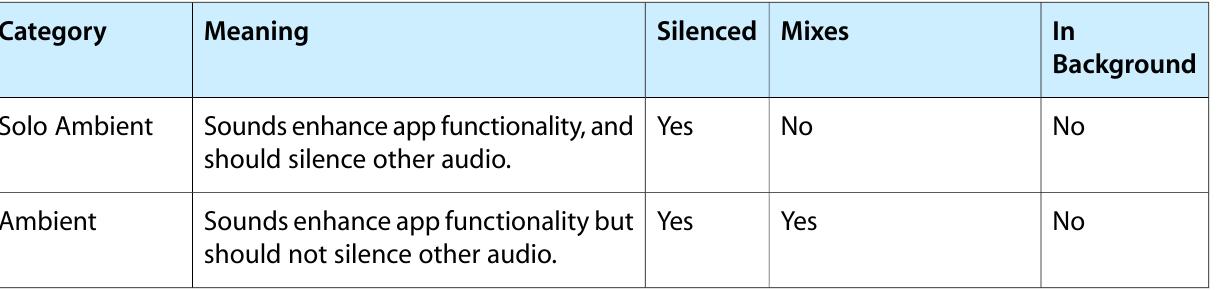 Category Meaning Silenced Mixes In
Background
Solo Ambient Sounds enhance app functionality, and Yes No No
should silence other audio.
Ambient Sounds enhance app functionality but Yes Yes No
should not silence other audio.